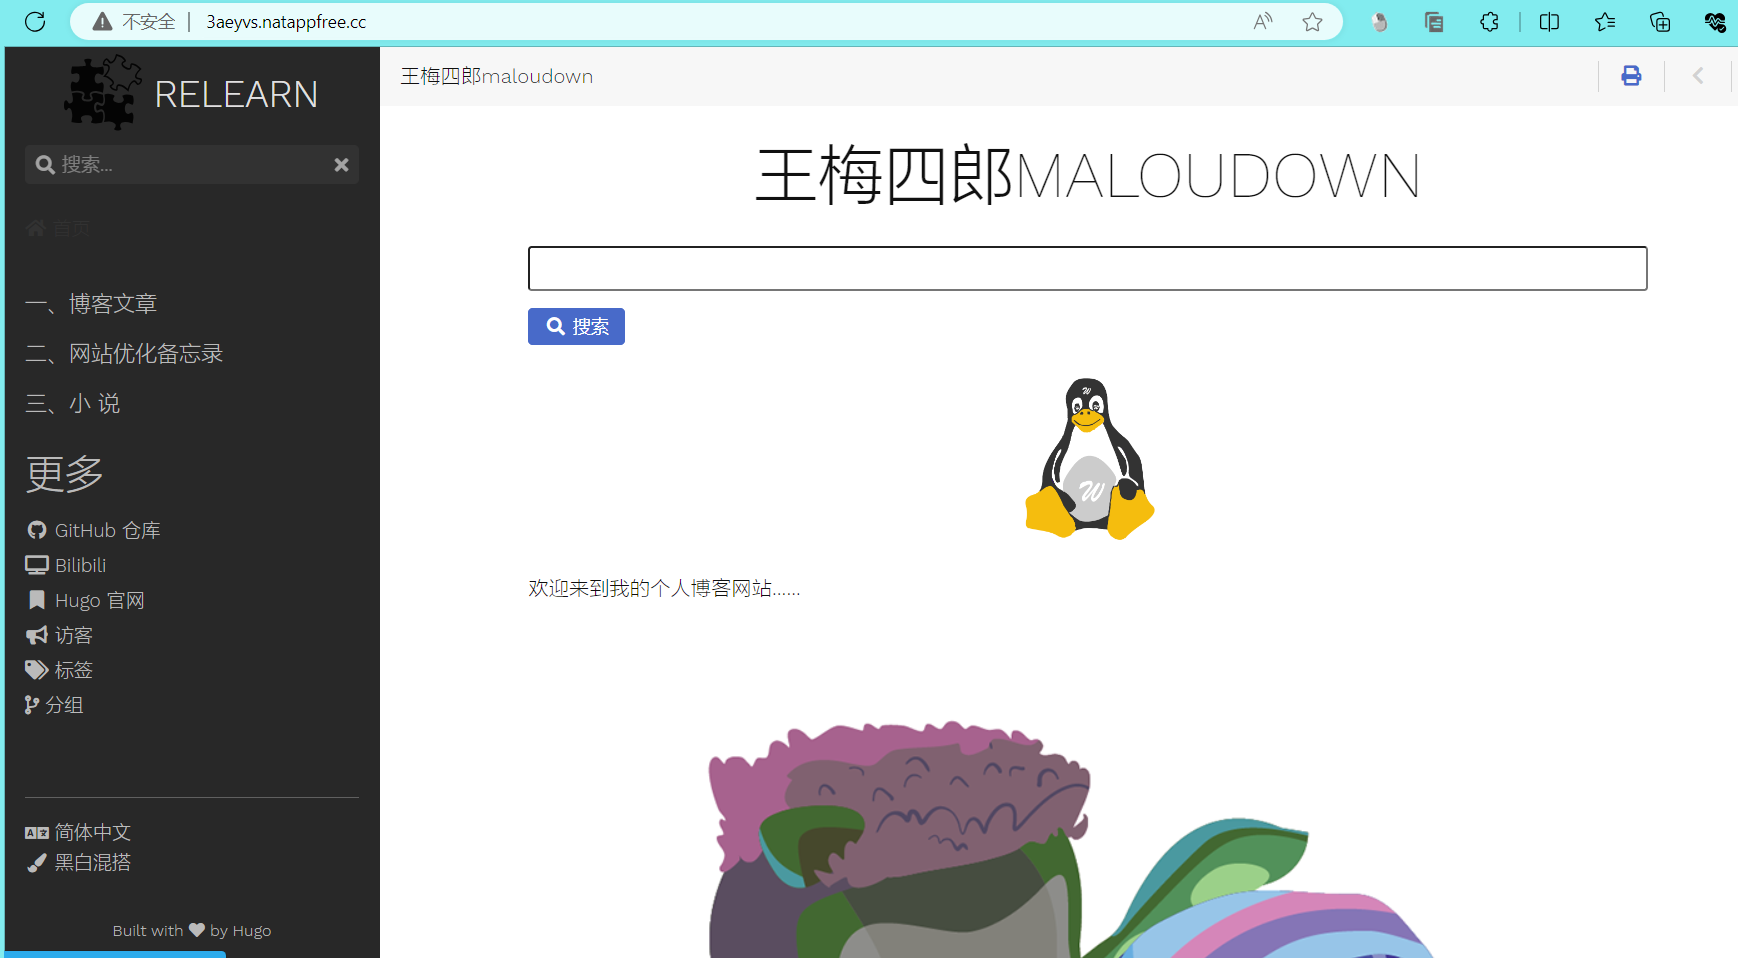 不安全 3aeyvs.natappfree.cc
RELEARN
搜索...
首页
一、博客文章
二、网站优化备忘录
三、小 说
更多
GitHub 仓库
Bilibili
Hugo 官网
访客
标签
分组
简体中文
黑白混搭
Built with by Hugo
王梅四郎maloudown
王梅四郎MALOUDOWN
搜索
W
W
欢迎来到我的个人博客网站......